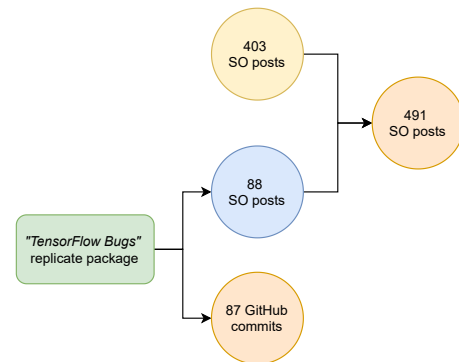 403
SO posts
491
SO posts
88
SO posts
"TensorFlow Bugs"
replicate package
87 GitHub
commits